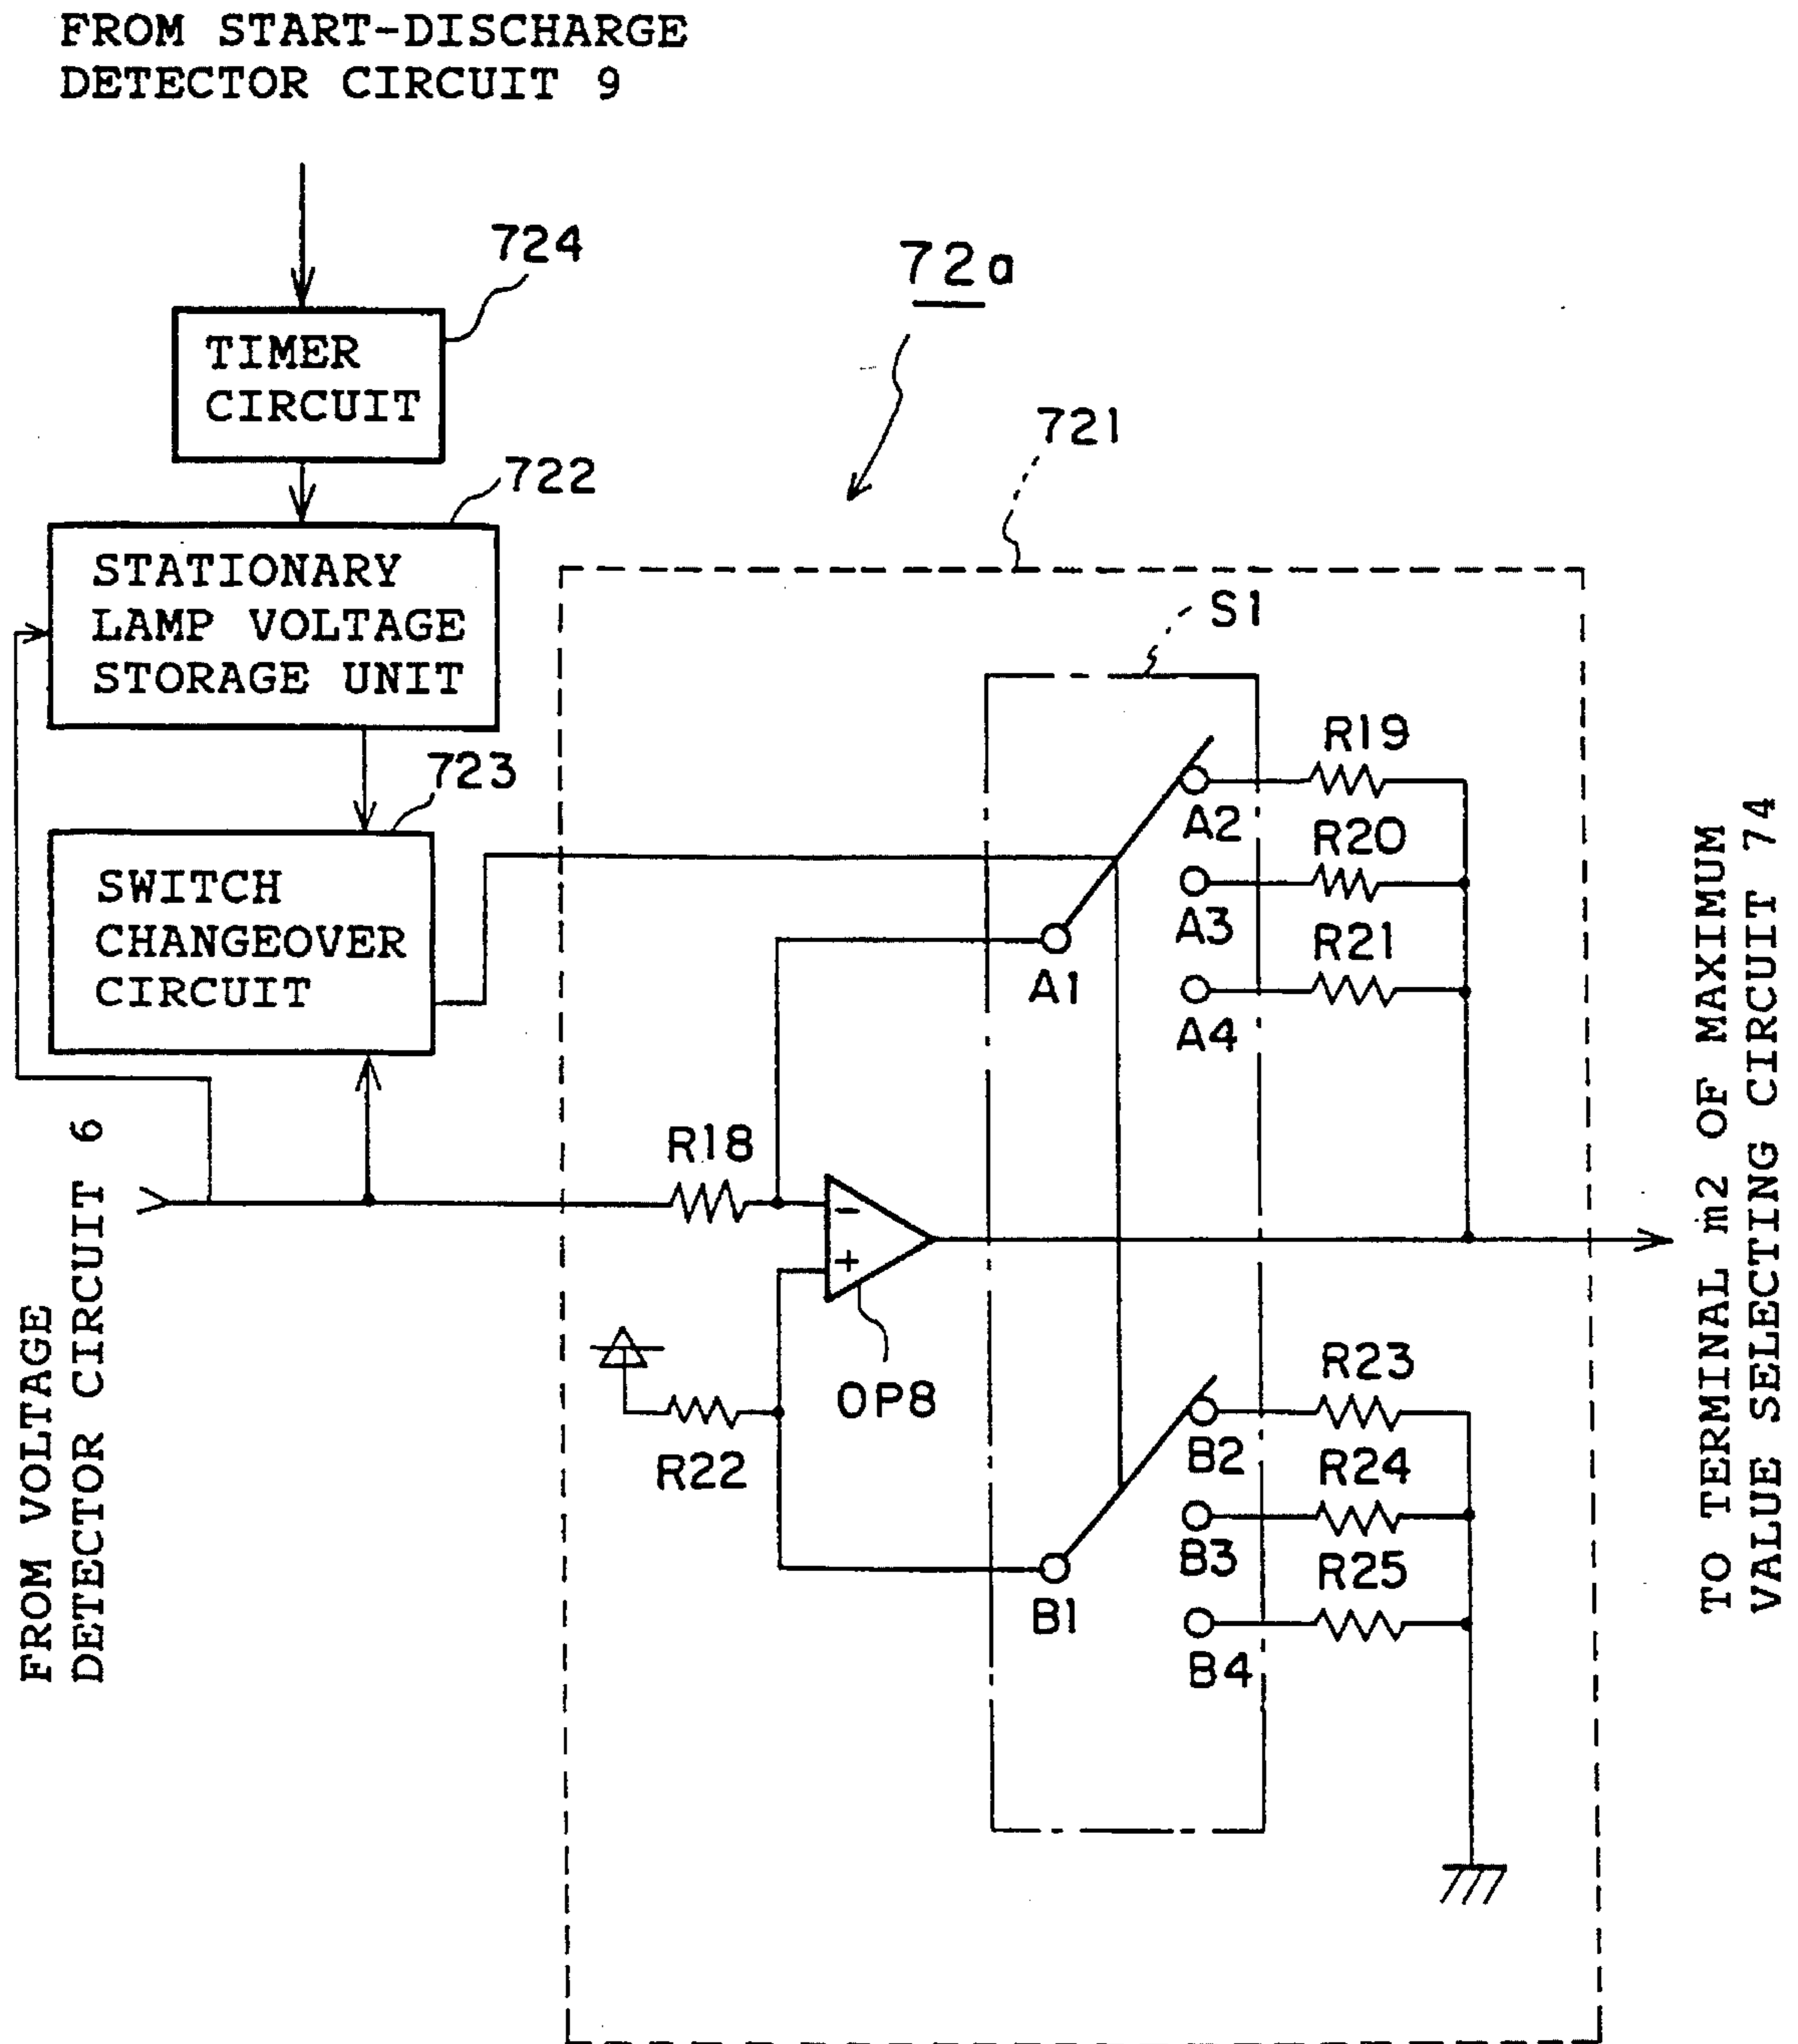 FROM START-DISCHARGE
DETECTOR CIRCUIT 9
724
72a
TIMER
CIRCUIT
721
722
STATIONARY
LAMP VOLTAGE
STORAGE UNIT
S1
723
R19
A2
R20
SWITCH
CHANGEOVER
CIRCUIT
A3
R21
A1
A4
R18
-
+
OP8
R22
R23
B2
R24
B3
R25
B1
B4
FROM VOLTAGE
DETECTOR CIRCUIT 6
TO TERMINAL m2 OF MAXIMUM
VALUE SELECTING CIRCUIT 74